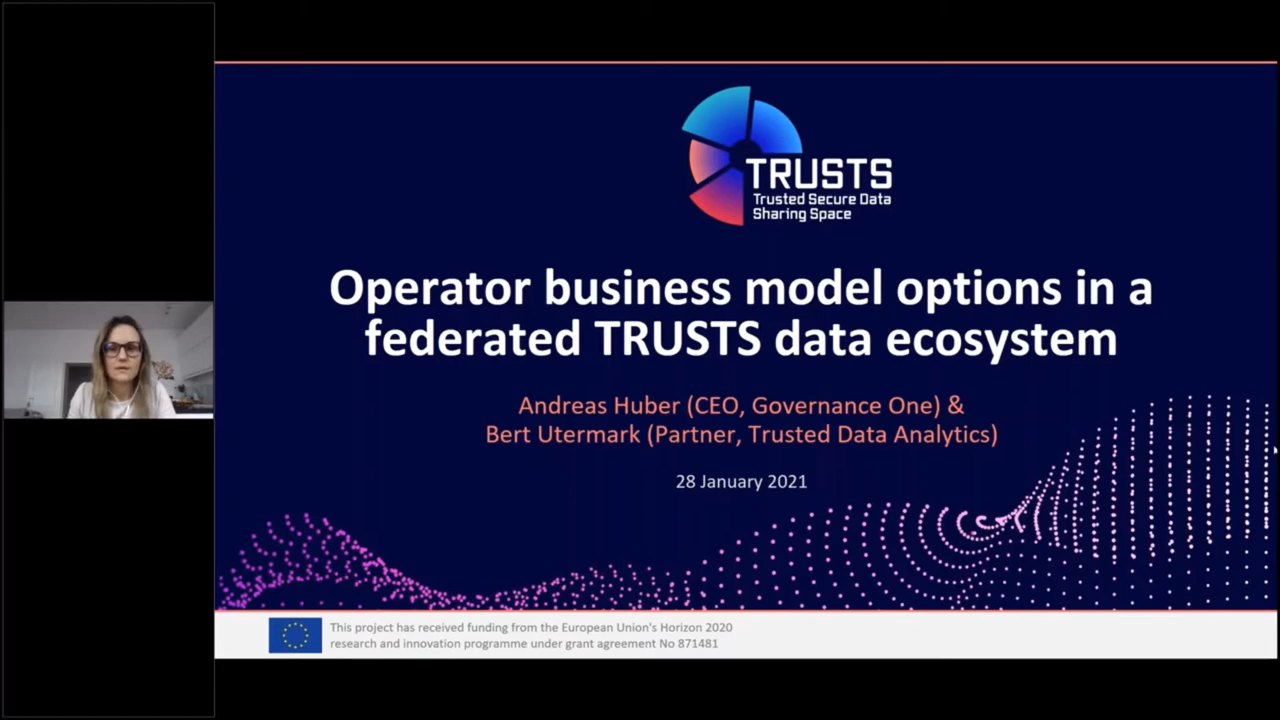 TRUSTS
Trusted Secure Data
Sharing Space
Operator business model options in a
federated TRUSTS data ecosystem
Andreas Huber (CEO, Governance One) &
Bert Utermark (Partner, Trusted Data Analytics)
28 January 2021
This project has received funding from the European Union's Horizon 2020
research and innovation programme under grant agreement No 871481